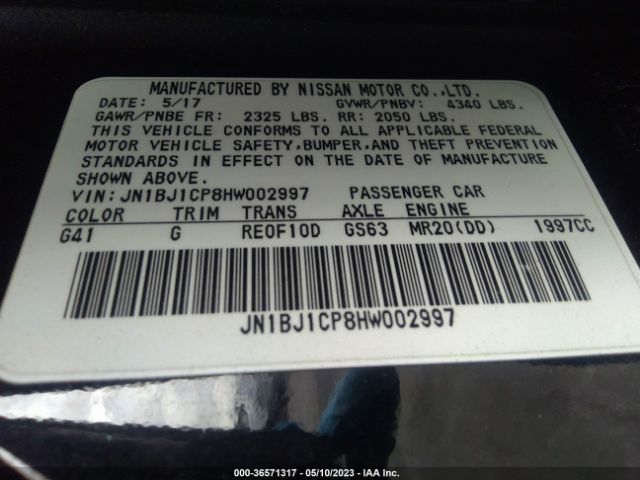 MANUFACTURED BY NISSAN MOTOR CO.,LTD.
DATE: 5/17 GVWR/PNBV: 4340 LBS.
GAWR/PNBE FR: 2325 LBS. RR: 2050 LBS.
THIS VEHICLE CONFORMS TO ALL APPLICABLE FEDERAL
MOTOR VEHICLE SAFETY,BUMPER,AND THEFT PREVENTION
STANDARDS IN EFFECT ON THE DATE OF MANUFACTURE
SHOWN ABOVE.
VIN: JN1BJ1CP8HW002997 PASSENGER CAR
COLOR TRIM TRANS AXLE ENGINE
G41 G RE0F10D GS63 MR20(DD) 1997CC
JN1BJ1CP8HW002997
000-36571317 - 05/10/2023 - IAA Inc.